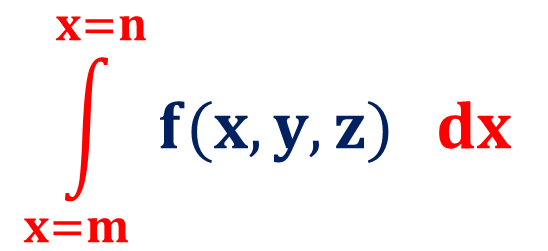 x=n
∫ f(x, y, z) dx
x=m